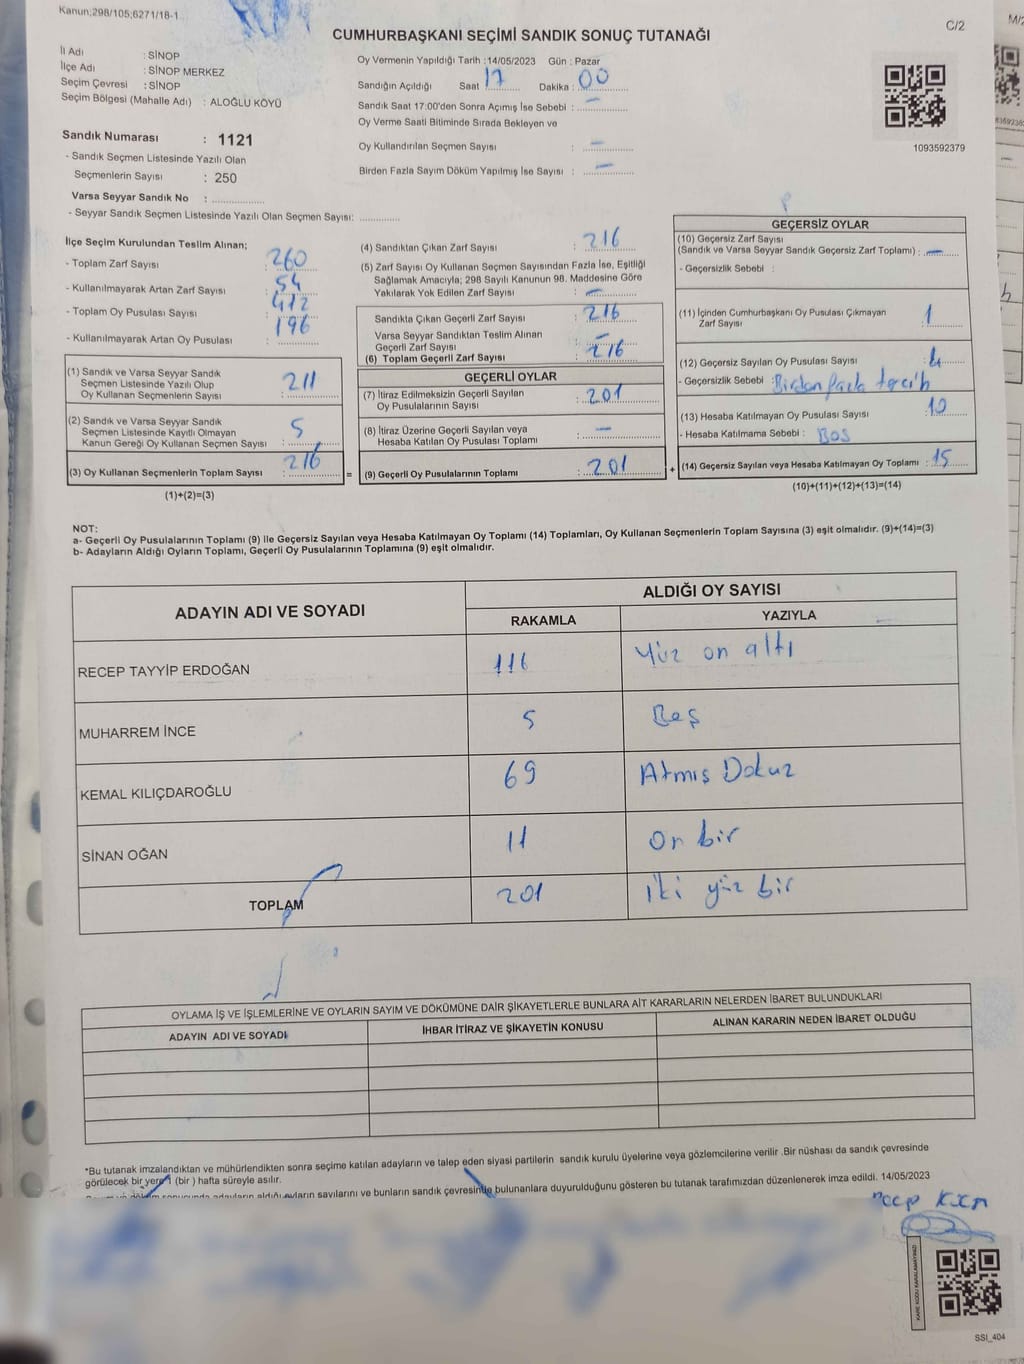 Kanun:298/105;6271/18-1
C/2
CUMHURBAŞKANI SEÇİMİ SANDIK SONUÇ TUTANAĞI
İl Adı : SİNOP
İlçe Adı : SİNOP MERKEZ
Seçim Çevresi : SİNOP
Seçim Bölgesi (Mahalle Adı) : ALOĞLU KÖYÜ
Sandık Numarası : 1121
- Sandık Seçmen Listesinde Yazılı Olan
Seçmenlerin Sayısı : 250
Varsa Seyyar Sandık No :
- Seyyar Sandık Seçmen Listesinde Yazılı Olan Seçmen Sayısı:
Oy Vermenin Yapıldığı Tarih :14/05/2023 Gün : Pazar
Sandığın Açıldığı Saat 17 Dakika : 00
Sandık Saat 17.00'den Sonra Açımış İse Sebebi : -
Oy Verme Saati Bitiminde Sırada Bekleyen ve
Oy Kullandırılan Seçmen Sayısı : -
Birden Fazla Sayım Döküm Yapılmış İse Sayısı : -
1093592379
İlçe Seçim Kurulundan Teslim Alınan;
- Toplam Zarf Sayısı : 260
- Kullanılmayarak Artan Zarf Sayısı : 54
- Toplam Oy Pusulası Sayısı : 412
- Kullanılmayarak Artan Oy Pusulası : 196
(1) Sandık ve Varsa Seyyar Sandık
Seçmen Listesinde Yazılı Olup
Oy Kullanan Seçmenlerin Sayısı : 211
(2) Sandık ve Varsa Seyyar Sandık
Seçmen Listesinde Kayıtlı Olmayan
Kanun Gereği Oy Kullanan Seçmen Sayısı : 5
(3) Oy Kullanan Seçmenlerin Toplam Sayısı : 216
(1)+(2)=(3)
(4) Sandıktan Çıkan Zarf Sayısı : 216
(5) Zarf Sayısı Oy Kullanan Seçmen Sayısından Fazla İse, Eşitliği
Sağlamak Amacıyla; 298 Sayılı Kanunun 98. Maddesine Göre
Yakılarak Yok Edilen Zarf Sayısı : -
Sandıkta Çıkan Geçerli Zarf Sayısı : 216
Varsa Seyyar Sandıktan Teslim Alınan
Geçerli Zarf Sayısı : -
(6) Toplam Geçerli Zarf Sayısı : 216
GEÇERLİ OYLAR
(7) İtiraz Edilmeksizin Geçerli Sayılan
Oy Pusulalarının Sayısı : 201
(8) İtiraz Üzerine Geçerli Sayılan veya
Hesaba Katılan Oy Pusulası Toplamı : -
= (9) Geçerli Oy Pusulalarının Toplamı : 201 +
GEÇERSİZ OYLAR
(10) Geçersiz Zarf Sayısı
(Sandık ve Varsa Seyyar Sandık Geçersiz Zarf Toplamı) : -
- Geçersizlik Sebebi :
(11) İçinden Cumhurbaşkanı Oy Pusulası Çıkmayan
Zarf Sayısı : 1
(12) Geçersiz Sayılan Oy Pusulası Sayısı : 4
- Geçersizlik Sebebi : Birden fazla tercih
(13) Hesaba Katılmayan Oy Pusulası Sayısı : 10
- Hesaba Katılmama Sebebi : Boş
(14) Geçersiz Sayılan veya Hesaba Katılmayan Oy Toplamı : 15
(10)+(11)+(12)+(13)=(14)
NOT:
a- Geçerli Oy Pusulalarının Toplamı (9) ile Geçersiz Sayılan veya Hesaba Katılmayan Oy Toplamı (14) Toplamları, Oy Kullanan Seçmenlerin Toplam Sayısına (3) eşit olmalıdır. (9)+(14)=(3)
b- Adayların Aldığı Oyların Toplamı, Geçerli Oy Pusulalarının Toplamına (9) eşit olmalıdır.
ADAYIN ADI VE SOYADI ALDIĞI OY SAYISI
RAKAMLA YAZIYLA
RECEP TAYYİP ERDOĞAN 116 Yüz on altı
MUHARREM İNCE 5 Beş
KEMAL KILIÇDAROĞLU 69 Atmış Dokuz
SİNAN OĞAN 11 On bir
TOPLAM 201 iki yüz bir
OYLAMA İŞ VE İŞLEMLERİNE VE OYLARIN SAYIM VE DÖKÜMÜNE DAİR ŞİKAYETLERLE BUNLARA AİT KARARLARIN NELERDEN İBARET BULUNDUKLARI
ADAYIN ADI VE SOYADI İHBAR İTİRAZ VE ŞİKAYETİN KONUSU ALINAN KARARIN NEDEN İBARET OLDUĞU
*Bu tutanak imzalandıktan ve mühürlendikten sonra seçime katılan adayların ve talep eden siyasi partilerin sandık kurulu üyelerine veya gözlemcilerine verilir .Bir nüshası da sandık çevresinde
görülecek bir yere 1 (bir ) hafta süreyle asılır.
sonucunda adayların aldığı oyların sayılarını ve bunların sandık çevresinde bulunanlara duyurulduğunu gösteren bu tutanak tarafımızdan düzenlenerek imza edildi. 14/05/2023
KARE KODU KARALAMAYINIZ!
SSI_404